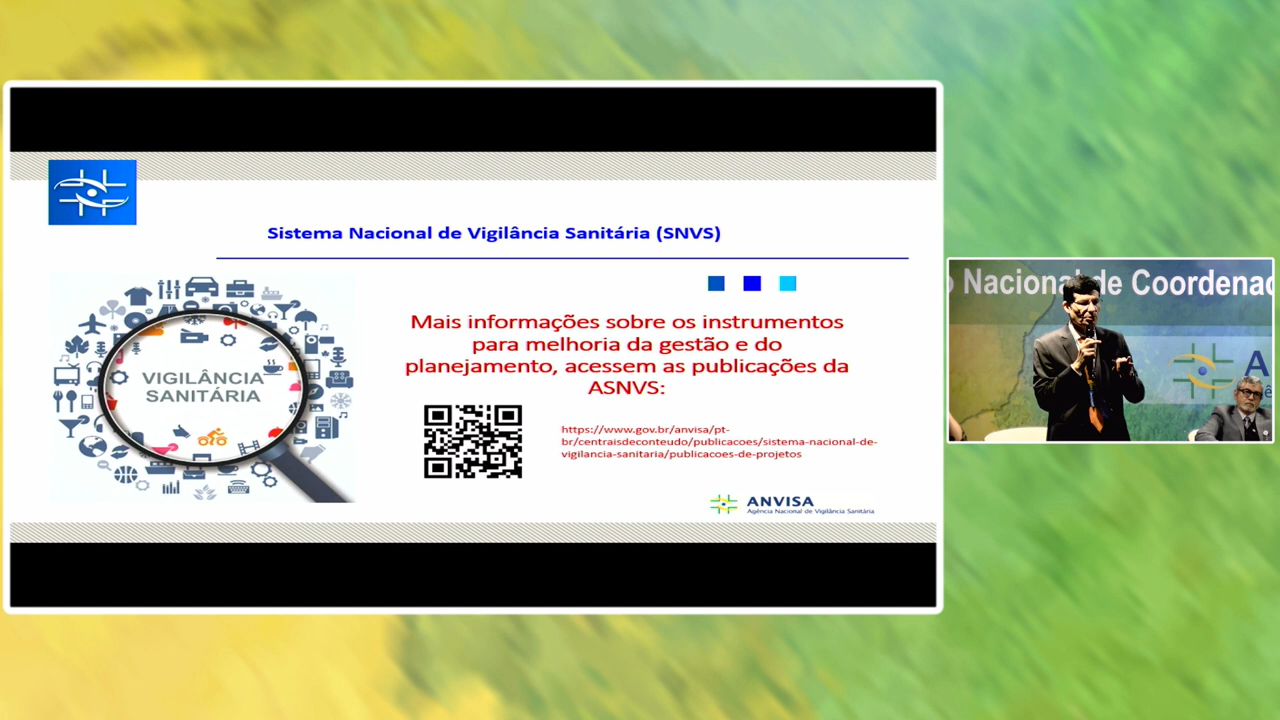 Sistema Nacional de Vigilância Sanitária (SNVS)
VIGILÂNCIA
SANITÁRIA
Mais informações sobre os instrumentos
para melhoria da gestão e do
planejamento, acessem as publicações da
ASNVS:
https://www.gov.br/anvisa/pt-
br/centraisdeconteudo/publicacoes/sistema-nacional-de-
vigilancia-sanitaria/publicacoes-de-projetos
ANVISA
Agência Nacional de Vigilância Sanitária
Nacional de Coordenac